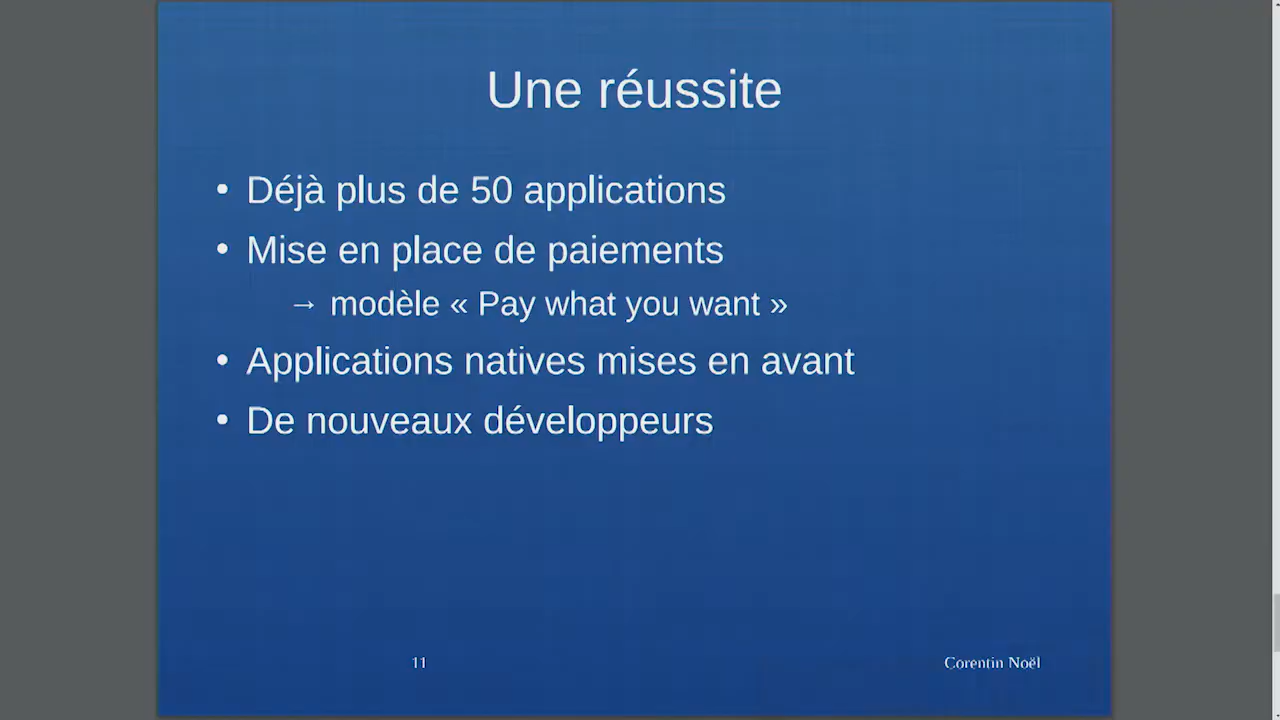 Une réussite
• Déjà plus de 50 applications
• Mise en place de paiements
→ modèle « Pay what you want »
• Applications natives mises en avant
• De nouveaux développeurs
11
Corentin Noël